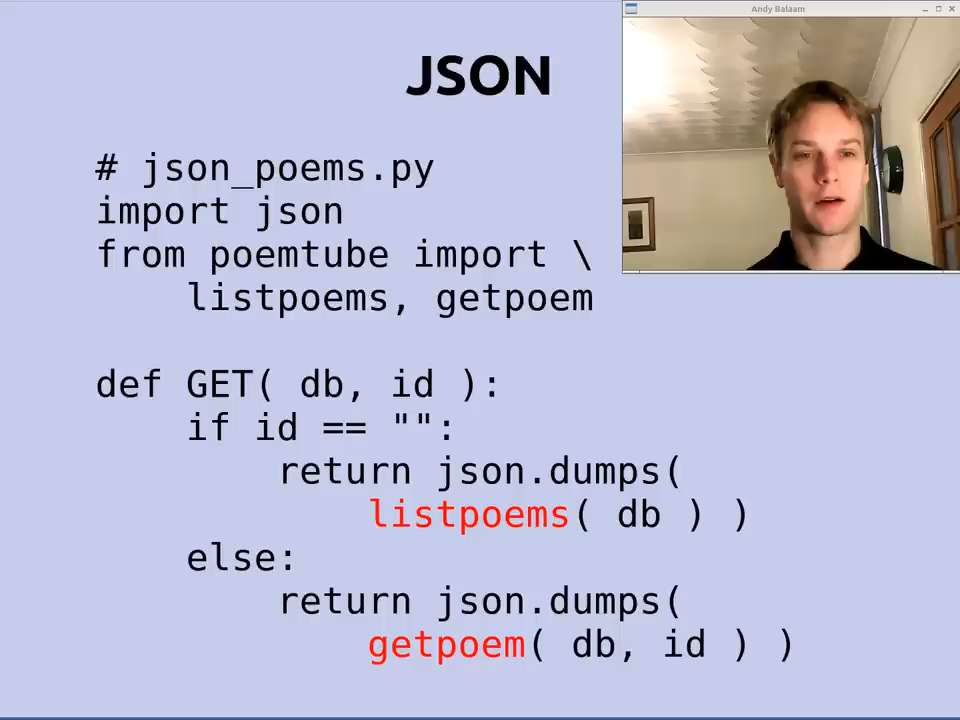 Andy Balaam
JSON
# json_poems.py
import json
from poemtube import \
    listpoems, getpoem

def GET( db, id ):
    if id == "":
        return json.dumps(
            listpoems( db ) )
    else:
        return json.dumps(
            getpoem( db, id ) )